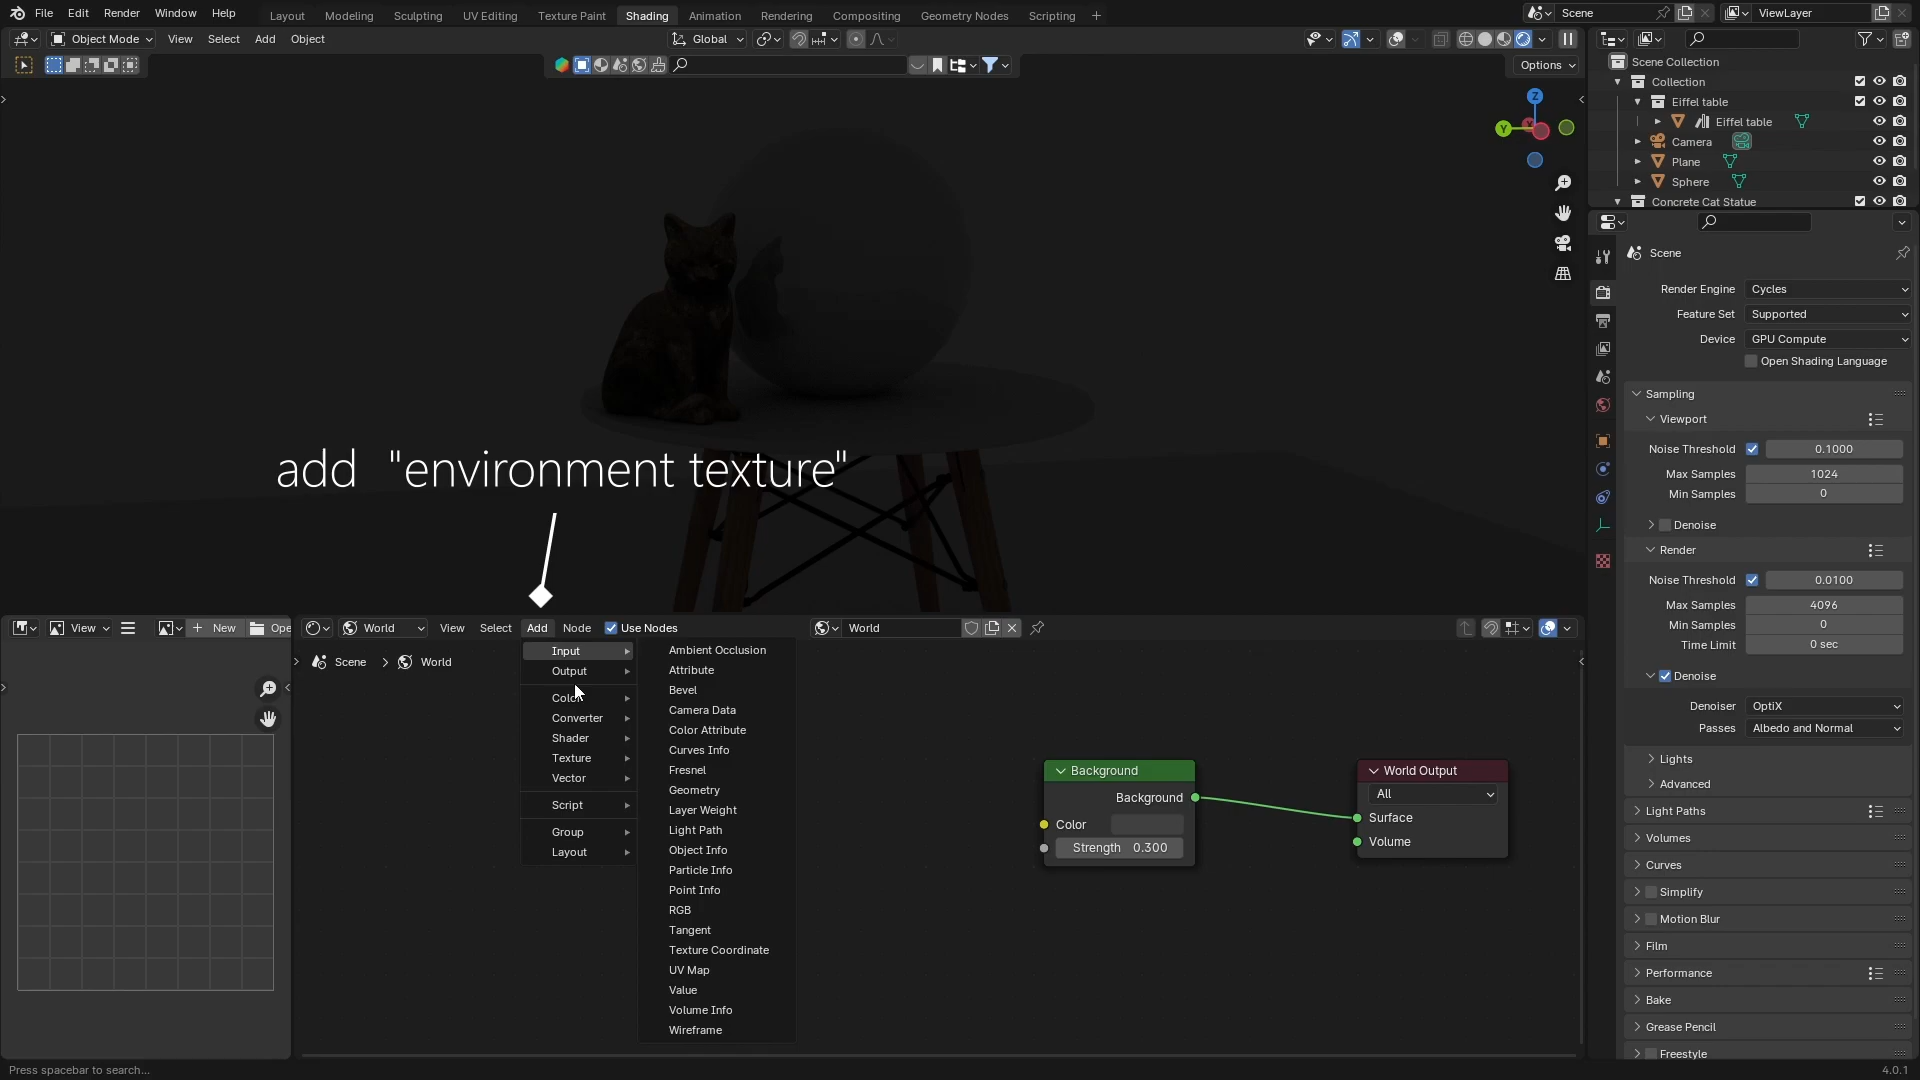 File Edit Render Window Help Layout Modeling Sculpting UV Editing Texture Paint Shading Animation Rendering Compositing Geometry Nodes Scripting Scene ViewLayer
Object Mode View Select Add Object Global
Options
Scene Collection
Collection
Eiffel table
Eiffel table
Camera
Plane
Sphere
Concrete Cat Statue
Z
Y
X
Scene
Render Engine Cycles
Feature Set Supported
Device GPU Compute
Open Shading Language
Sampling
Viewport
Noise Threshold 0.1000
Max Samples 1024
Min Samples 0
Denoise
Render
Noise Threshold 0.0100
Max Samples 4096
Min Samples 0
Time Limit 0 sec
Denoise
Denoiser OptiX
Passes Albedo and Normal
Lights
Advanced
Light Paths
Volumes
Curves
Simplify
Motion Blur
Film
Performance
Bake
Grease Pencil
Freestyle
add "environment texture"
View New Ope World View Select Add Node Use Nodes World
Scene World
Input
Output
Color
Converter
Shader
Texture
Vector
Script
Group
Layout
Ambient Occlusion
Attribute
Bevel
Camera Data
Color Attribute
Curves Info
Fresnel
Geometry
Layer Weight
Light Path
Object Info
Particle Info
Point Info
RGB
Tangent
Texture Coordinate
UV Map
Value
Volume Info
Wireframe
Background
Background
Color
Strength 0.300
World Output
All
Surface
Volume
Press spacebar to search...
4.0.1